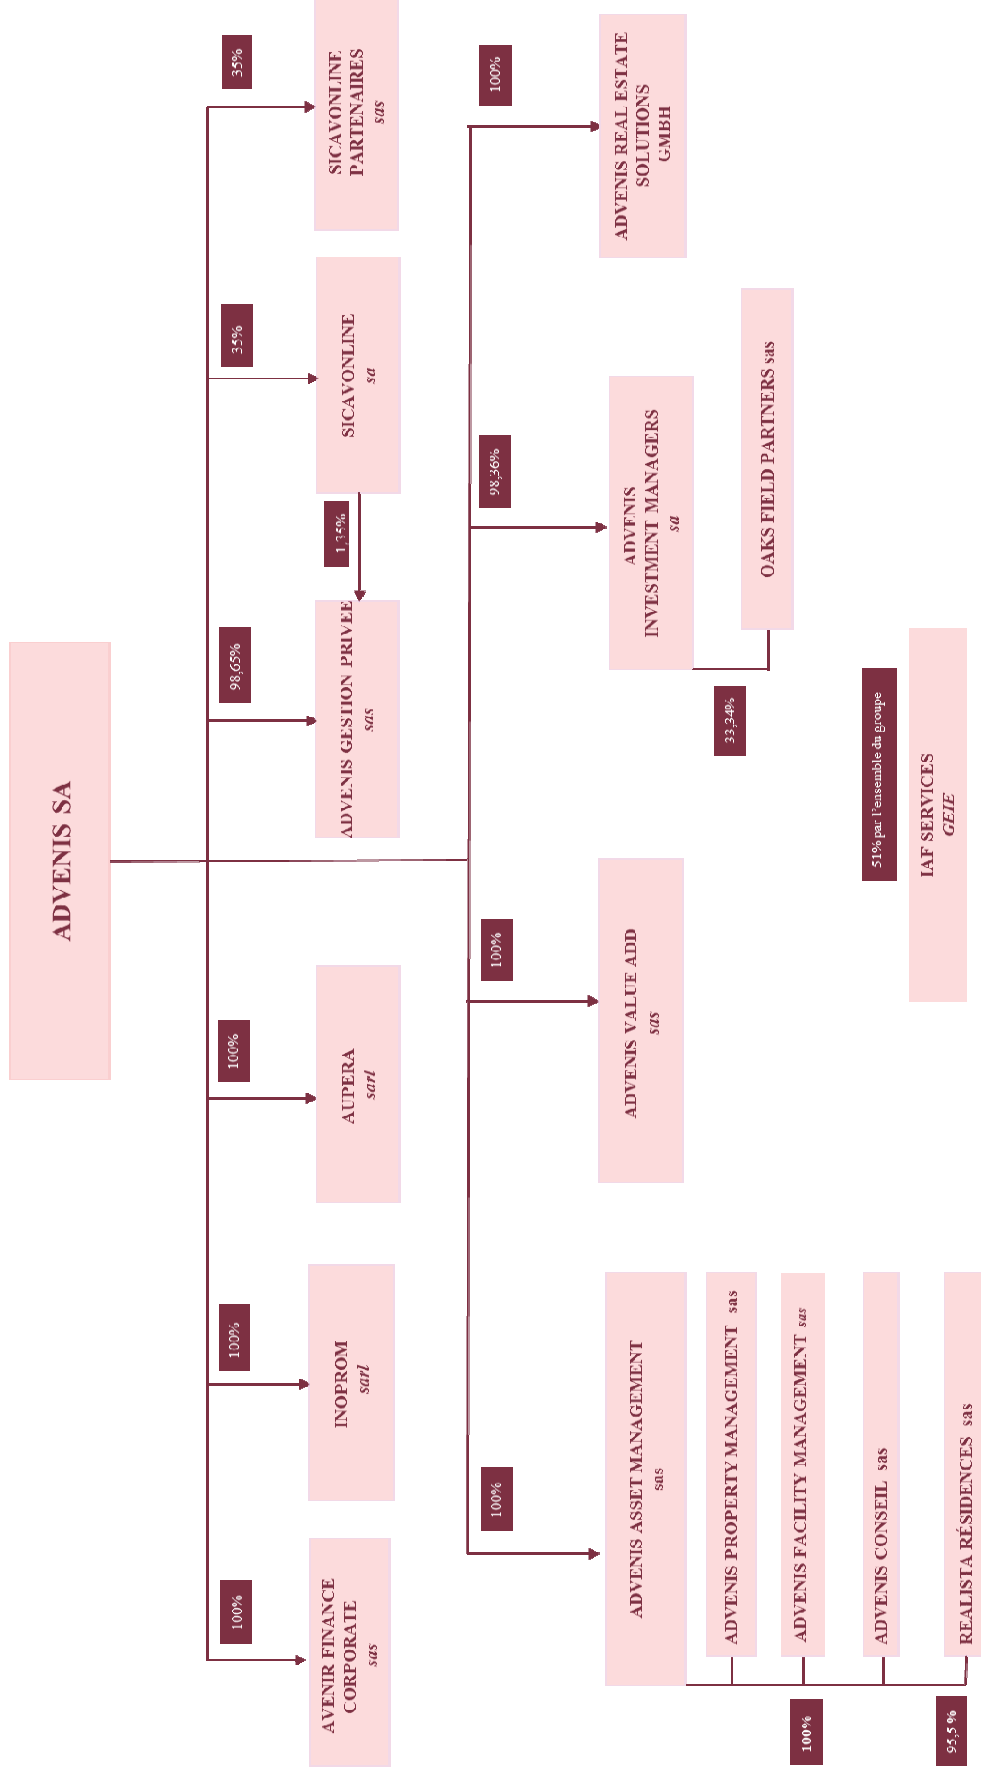 ADVENIS SA
100%
100%
100%
98,65%
35%
35%
AVENIR FINANCE
CORPORATE
sas
INOPROM
sarl
AUPERA
sarl
ADVENIS GESTION PRIVEE
sas
1,35%
SICAVONLINE
sa
SICAVONLINE
PARTENAIRES
sas
100%
100%
98,36%
100%
ADVENIS ASSET MANAGEMENT
sas
ADVENIS VALUE ADD
sas
ADVENIS
INVESTMENT MANAGERS
sa
ADVENIS REAL ESTATE
SOLUTIONS
GMBH
ADVENIS PROPERTY MANAGEMENT sas
33,34%
OAKS FIELD PARTNERS sas
100%
ADVENIS FACILITY MANAGEMENT sas
ADVENIS CONSEIL sas
51% par l'ensemble du groupe
IAF SERVICES
GEIE
95,5 %
REALISTA RÉSIDENCES sas